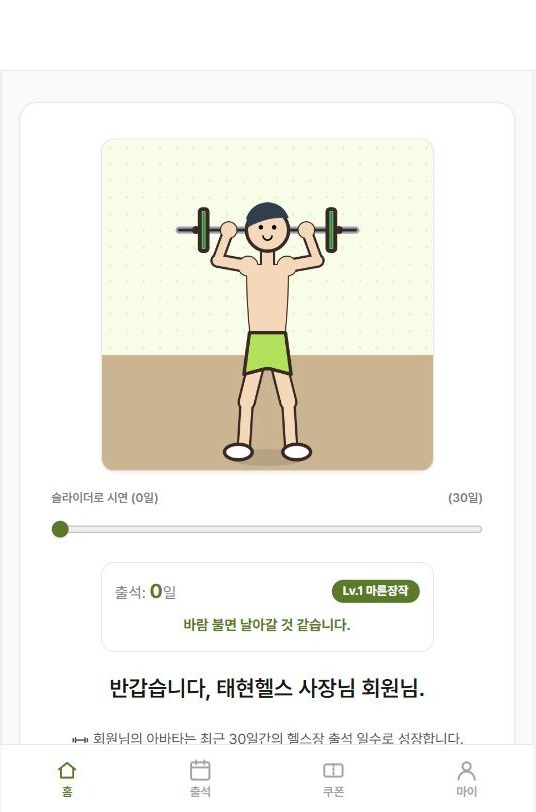 슬라이더로 시연 (0일) (30일)
출석: 0일 Lv.1 마른장작
바람 불면 날아갈 것 같습니다.
반갑습니다, 태현헬스 사장님 회원님.
회원님의 아바타는 최근 30일간의 헬스장 출석 일수로 성장합니다.
홈 출석 쿠폰 마이